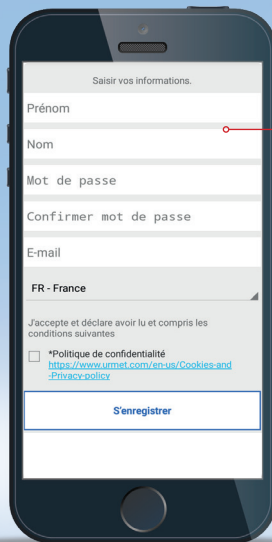 Saisir vos informations.
Prénom
Nom
Mot de passe
Confirmer mot de passe
E-mail
FR - France
J'accepte et déclare avoir lu et compris les
conditions suivantes
*Politique de confidentialité
https://www.urmet.com/en-us/Cookies-and
-Privacy-policy
S'enregistrer